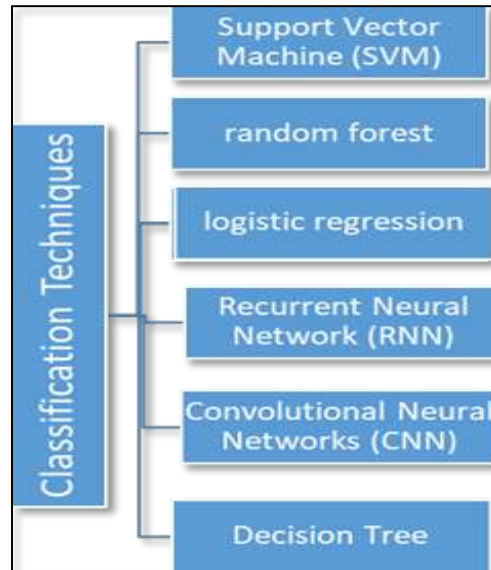 Classification Techniques
Support Vector
Machine (SVM)
random forest
logistic regression
Recurrent Neural
Network (RNN)
Convolutional Neural
Networks (CNN)
Decision Tree